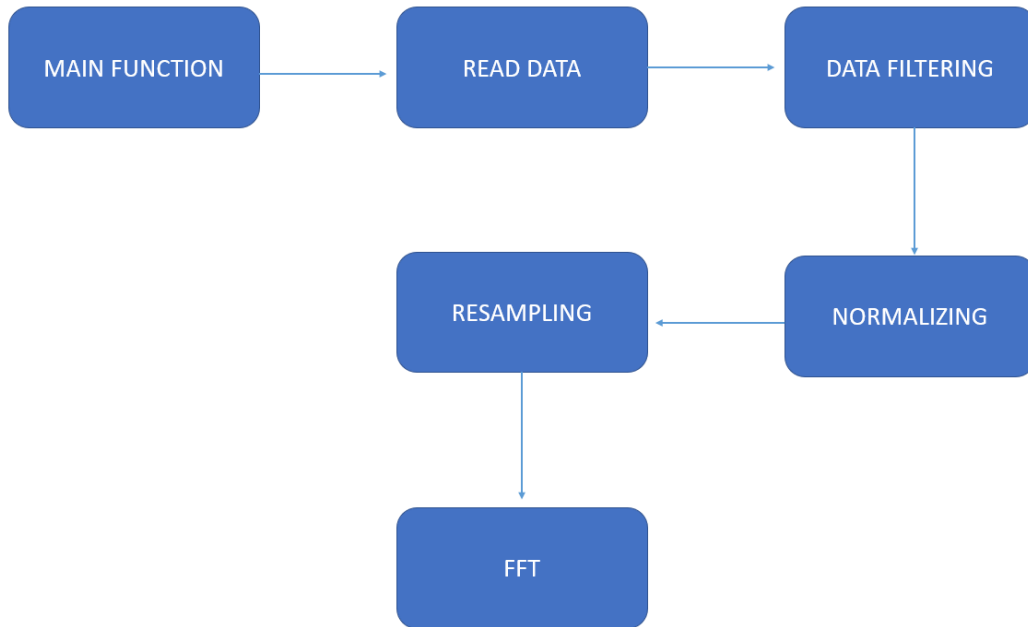 MAIN FUNCTION
READ DATA
DATA FILTERING
NORMALIZING
RESAMPLING
FFT